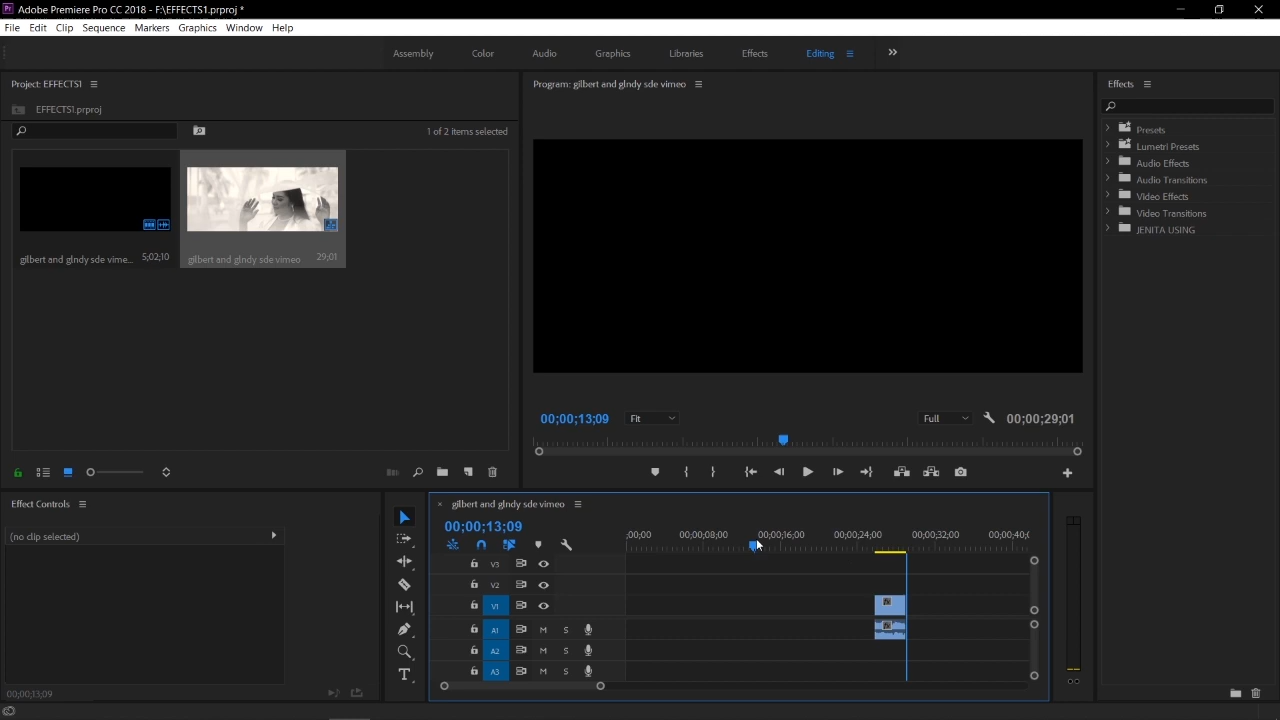 Pr Adobe Premiere Pro CC 2018 - F:\EFFECTS1.prproj *
File Edit Clip Sequence Markers Graphics Window Help
Assembly Color Audio Graphics Libraries Effects Editing
Project: EFFECTS1
EFFECTS1.prproj
1 of 2 items selected
gilbert and glndy sde vime... 5;02;10
gilbert and glndy sde vimeo 29;01
Program: gilbert and glndy sde vimeo
00;00;13;09 Fit Full 00;00;29;01
Effects
Presets
Lumetri Presets
Audio Effects
Audio Transitions
Video Effects
Video Transitions
JENITA USING
Effect Controls
(no clip selected)
00;00;13;09
gilbert and glndy sde vimeo
00;00;13;09
;00;00 00;00;08;00 00;00;16;00 00;00;24;00 00;00;32;00 00;00;40;(
V3
V2
V1
A1 M S
A2 M S
A3 M S